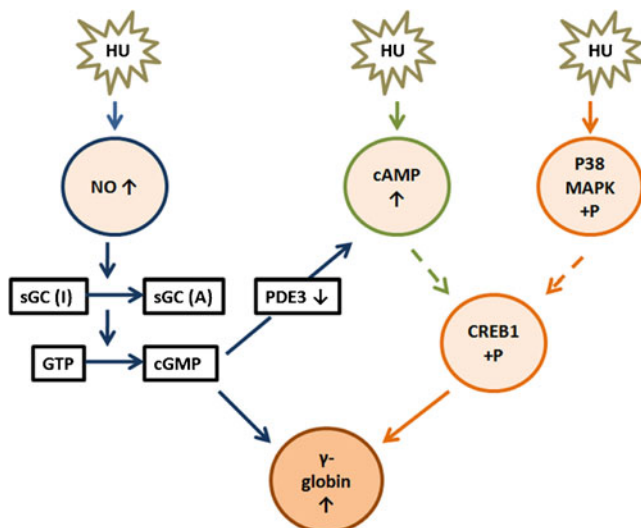 HU
HU
HU
NO ↑
cAMP
↑
P38
MAPK
+P
sGC (I)
sGC (A)
PDE3 ↓
GTP
cGMP
CREB1
+P
γ-
globin
↑